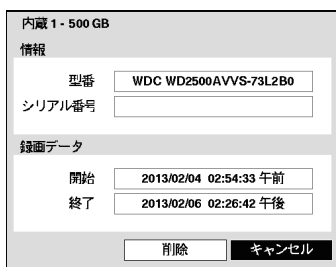 内蔵 1 - 500 GB
情報
型番 WDC WD2500AVVS-73L2B0
シリアル番号
録画データ
開始 2013/02/04 02:54:33 午前
終了 2013/02/06 02:26:42 午後
削除 キャンセル